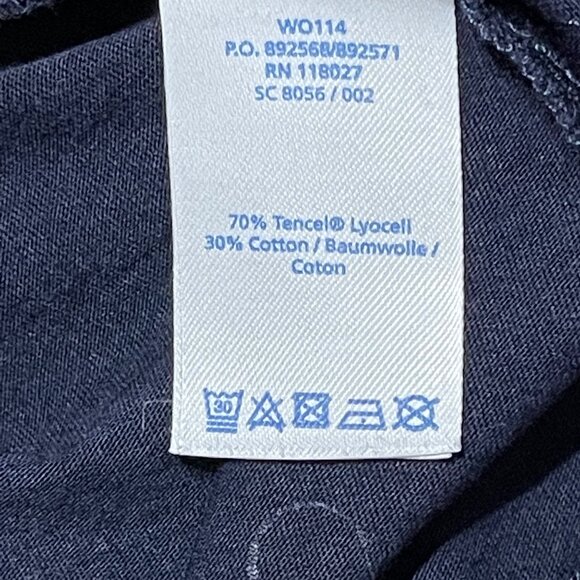 WO114
P.O. 892568/892571
RN 118027
SC 8056 / 002
70% Tencel® Lyocell
30% Cotton / Baumwolle /
Coton
30